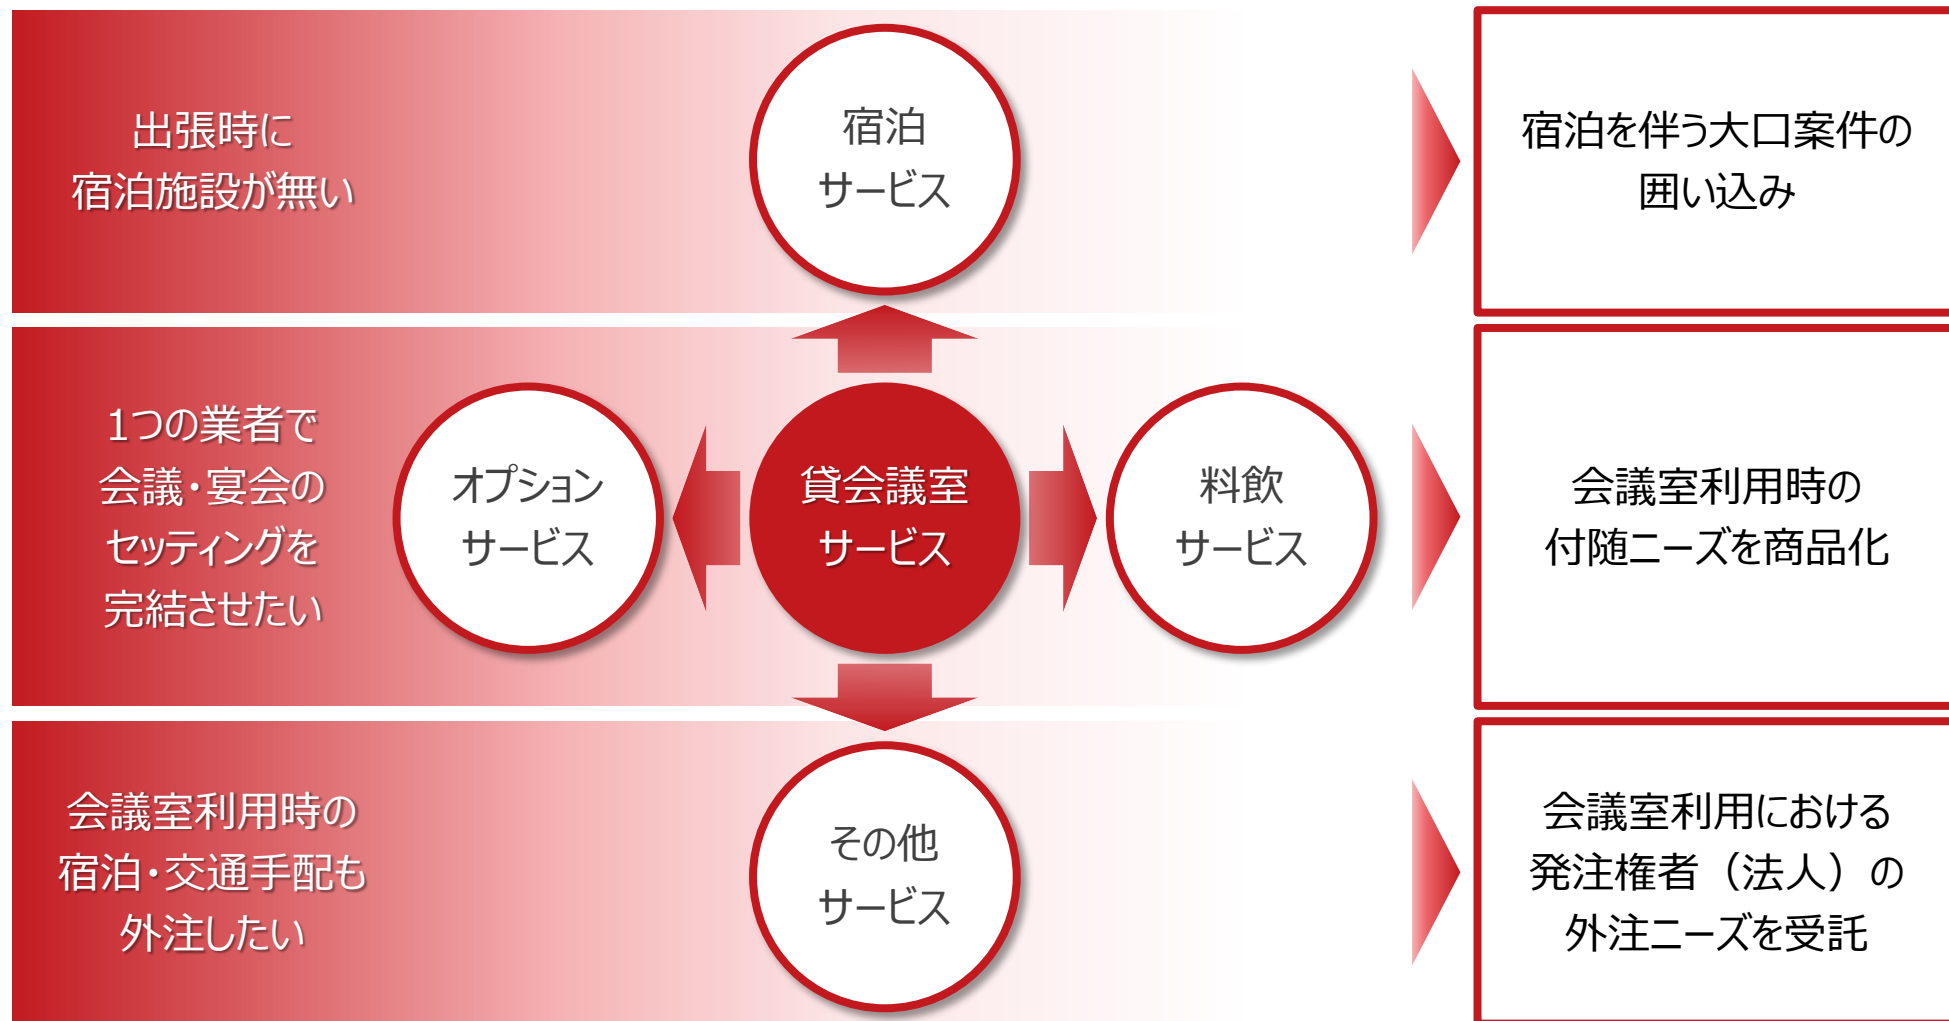 出張時に
宿泊施設が無い
宿泊
サービス
宿泊を伴う大口案件の
囲い込み
1つの業者で
会議・宴会の
セッティングを
完結させたい
オプション
サービス
貸会議室
サービス
料飲
サービス
会議室利用時の
付随ニーズを商品化
会議室利用時の
宿泊・交通手配も
外注したい
その他
サービス
会議室利用における
発注権者（法人）の
外注ニーズを受託